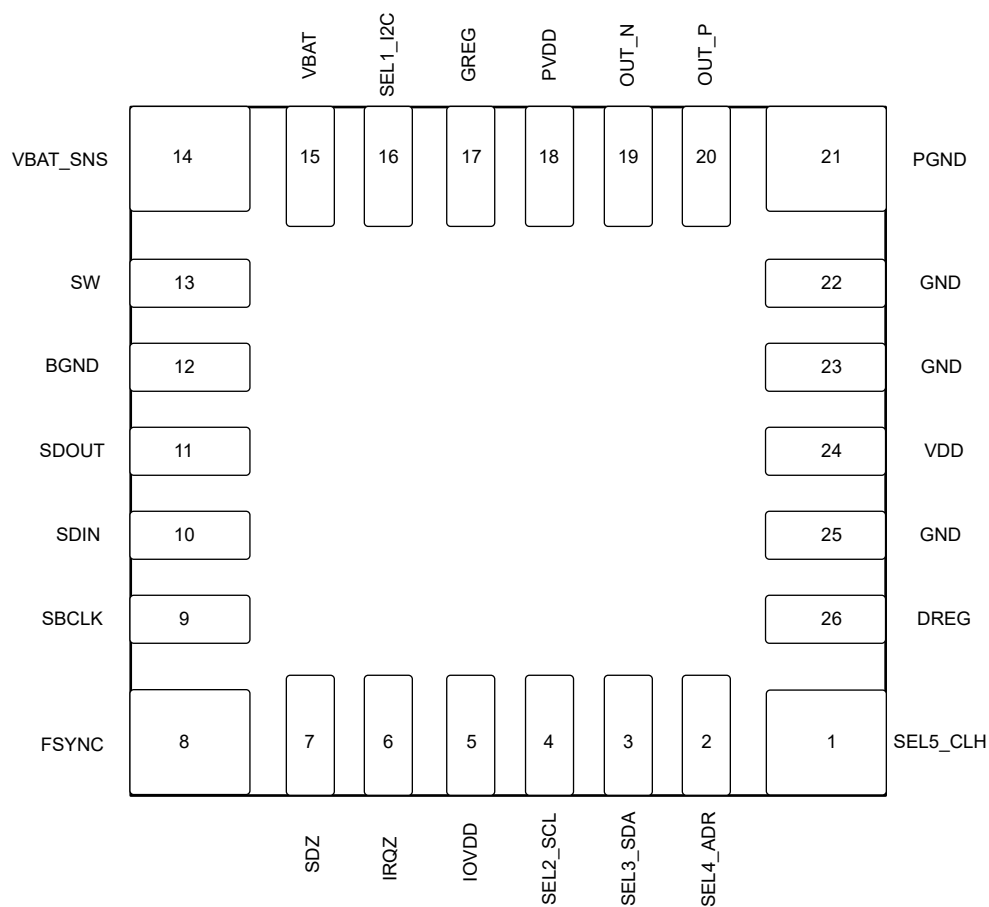 VBAT
SEL1_I2C
GREG
PVDD
OUT_N
OUT_P
VBAT_SNS 14 15 16 17 18 19 20 21 PGND
SW 13 22 GND
BGND 12 23 GND
SDOUT 11 24 VDD
SDIN 10 25 GND
SBCLK 9 26 DREG
FSYNC 8 7 6 5 4 3 2 1 SEL5_CLH
SDZ
IRQZ
IOVDD
SEL2_SCL
SEL3_SDA
SEL4_ADR